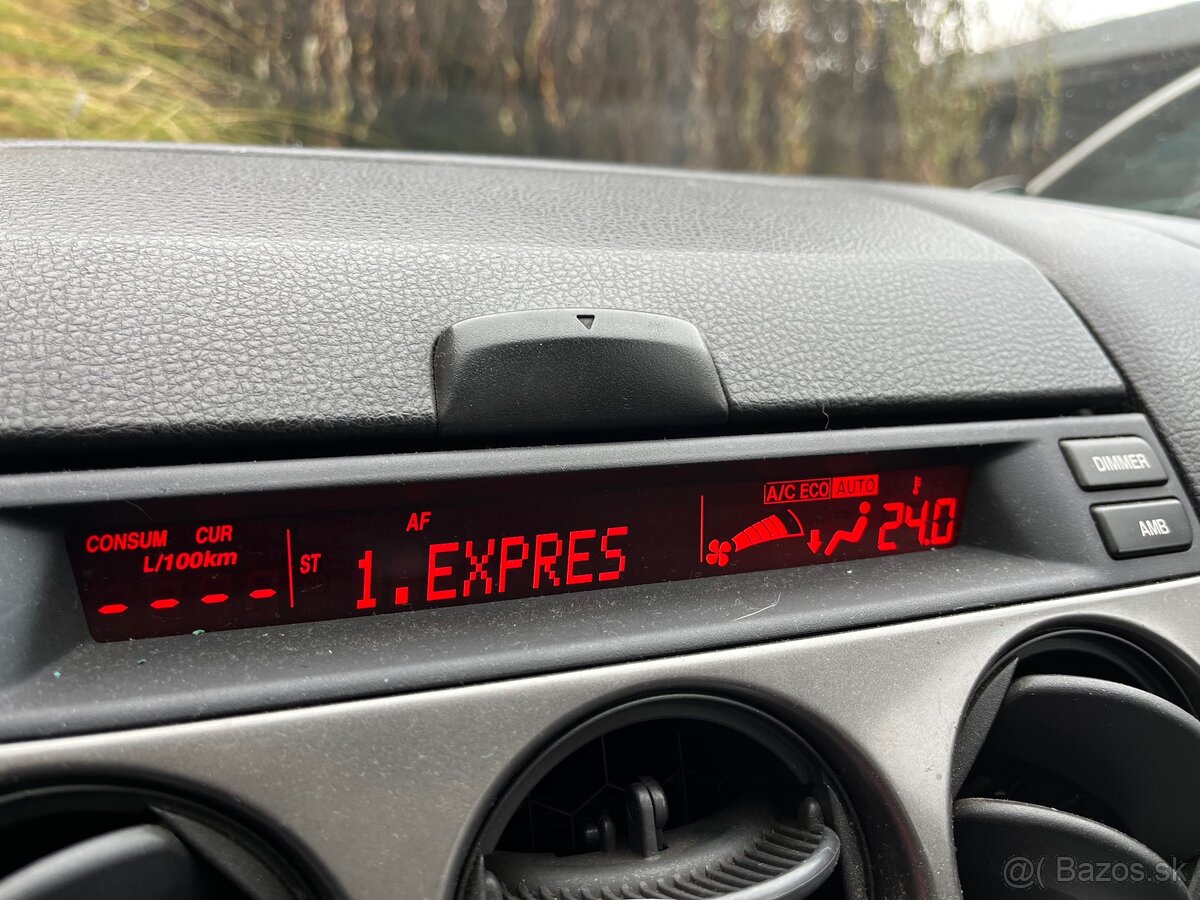 CONSUM CUR
L/100km
- - - -
ST
AF
1.EXPRES
A/C ECO AUTO
24.0
DIMMER
AMB
@( Bazos.sk